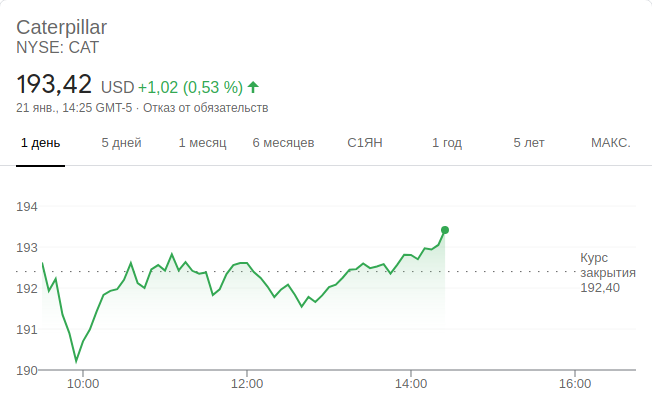 Caterpillar
NYSE: CAT
193,42 USD +1,02 (0,53 %)
21 янв., 14:25 GMT-5 · Отказ от обязательств
1 день 5 дней 1 месяц 6 месяцев С1ЯН 1 год 5 лет МАКС.
194
193
192
191
190
Курс
закрытия
192,40
10:00 12:00 14:00 16:00